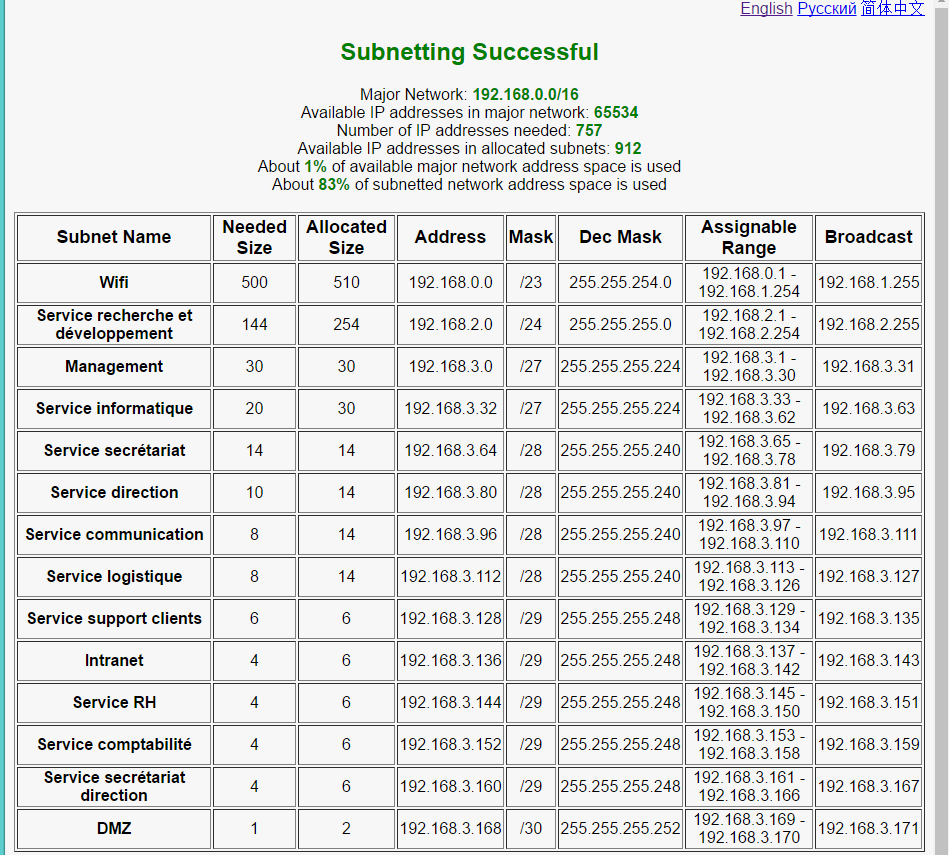 English Русский 简体中文
Subnetting Successful
Major Network: 192.168.0.0/16
Available IP addresses in major network: 65534
Number of IP addresses needed: 757
Available IP addresses in allocated subnets: 912
About 1% of available major network address space is used
About 83% of subnetted network address space is used
Subnet Name Needed Size Allocated Size Address Mask Dec Mask Assignable Range Broadcast
Wifi 500 510 192.168.0.0 /23 255.255.254.0 192.168.0.1 - 192.168.1.254 192.168.1.255
Service recherche et développement 144 254 192.168.2.0 /24 255.255.255.0 192.168.2.1 - 192.168.2.254 192.168.2.255
Management 30 30 192.168.3.0 /27 255.255.255.224 192.168.3.1 - 192.168.3.30 192.168.3.31
Service informatique 20 30 192.168.3.32 /27 255.255.255.224 192.168.3.33 - 192.168.3.62 192.168.3.63
Service secrétariat 14 14 192.168.3.64 /28 255.255.255.240 192.168.3.65 - 192.168.3.78 192.168.3.79
Service direction 10 14 192.168.3.80 /28 255.255.255.240 192.168.3.81 - 192.168.3.94 192.168.3.95
Service communication 8 14 192.168.3.96 /28 255.255.255.240 192.168.3.97 - 192.168.3.110 192.168.3.111
Service logistique 8 14 192.168.3.112 /28 255.255.255.240 192.168.3.113 - 192.168.3.126 192.168.3.127
Service support clients 6 6 192.168.3.128 /29 255.255.255.248 192.168.3.129 - 192.168.3.134 192.168.3.135
Intranet 4 6 192.168.3.136 /29 255.255.255.248 192.168.3.137 - 192.168.3.142 192.168.3.143
Service RH 4 6 192.168.3.144 /29 255.255.255.248 192.168.3.145 - 192.168.3.150 192.168.3.151
Service comptabilité 4 6 192.168.3.152 /29 255.255.255.248 192.168.3.153 - 192.168.3.158 192.168.3.159
Service secrétariat direction 4 6 192.168.3.160 /29 255.255.255.248 192.168.3.161 - 192.168.3.166 192.168.3.167
DMZ 1 2 192.168.3.168 /30 255.255.255.252 192.168.3.169 - 192.168.3.170 192.168.3.171